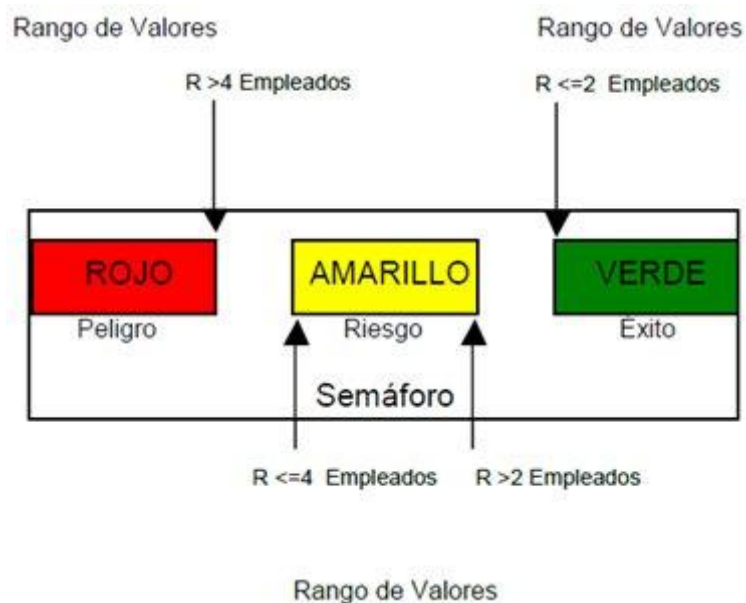 Rango de Valores
Rango de Valores
R >4 Empleados
R <=2 Empleados
ROJO
AMARILLO
VERDE
Peligro
Riesgo
Éxito
Semáforo
R <=4 Empleados
R >2 Empleados
Rango de Valores